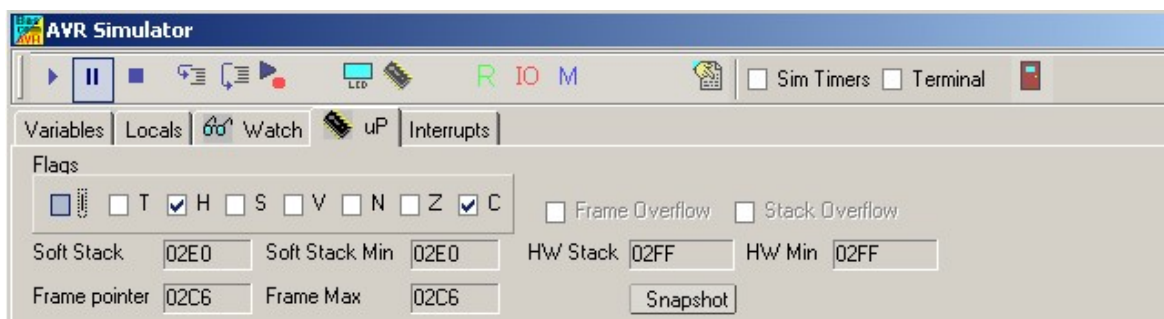 AVR Simulator
LCD R IO M Sim Timers Terminal
Variables Locals Watch uP Interrupts
Flags
I T H S V N Z C Frame Overflow Stack Overflow
Soft Stack 02E0 Soft Stack Min 02E0 HW Stack 02FF HW Min 02FF
Frame pointer 02C6 Frame Max 02C6 Snapshot